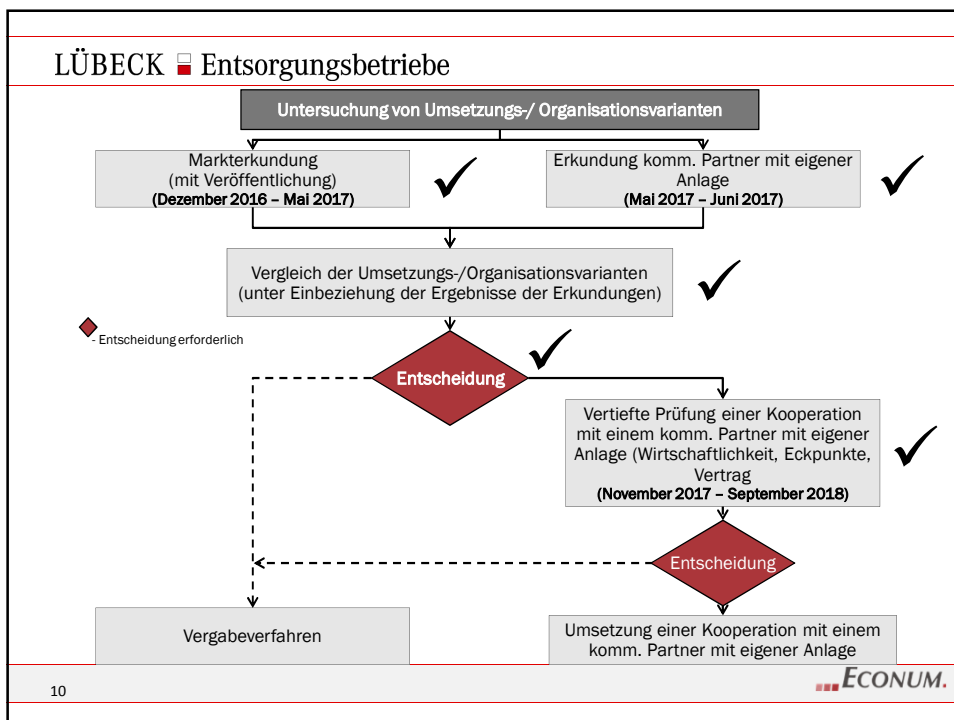 LÜBECK Entsorgungsbetriebe
Untersuchung von Umsetzungs-/ Organisationsvarianten
Markterkundung
(mit Veröffentlichung)
(Dezember 2016 – Mai 2017)
Erkundung komm. Partner mit eigener
Anlage
(Mai 2017 – Juni 2017)
Vergleich der Umsetzungs-/Organisationsvarianten
(unter Einbeziehung der Ergebnisse der Erkundungen)
- Entscheidung erforderlich
Entscheidung
Vertiefte Prüfung einer Kooperation
mit einem komm. Partner mit eigener
Anlage (Wirtschaftlichkeit, Eckpunkte,
Vertrag
(November 2017 – September 2018)
Entscheidung
Vergabeverfahren
Umsetzung einer Kooperation mit einem
komm. Partner mit eigener Anlage
10
ECONUM.